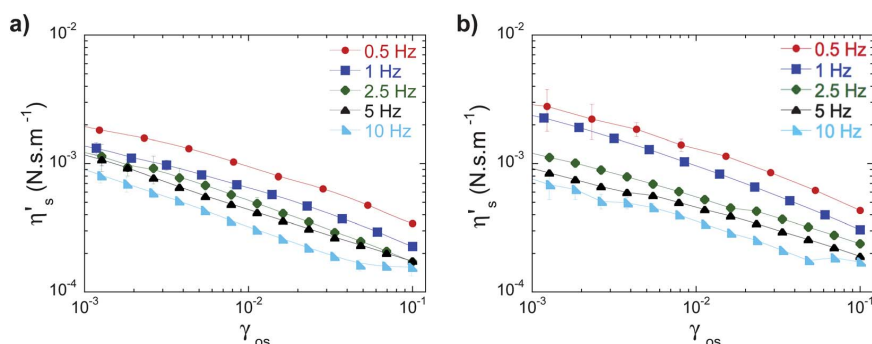 a)
10⁻²
10⁻³
10⁻⁴
η's (N.s.m⁻¹)
0.5 Hz
1 Hz
2.5 Hz
5 Hz
10 Hz
10⁻³
10⁻²
10⁻¹
γos
b)
10⁻²
10⁻³
10⁻⁴
η's (N.s.m⁻¹)
0.5 Hz
1 Hz
2.5 Hz
5 Hz
10 Hz
10⁻³
10⁻²
10⁻¹
γos